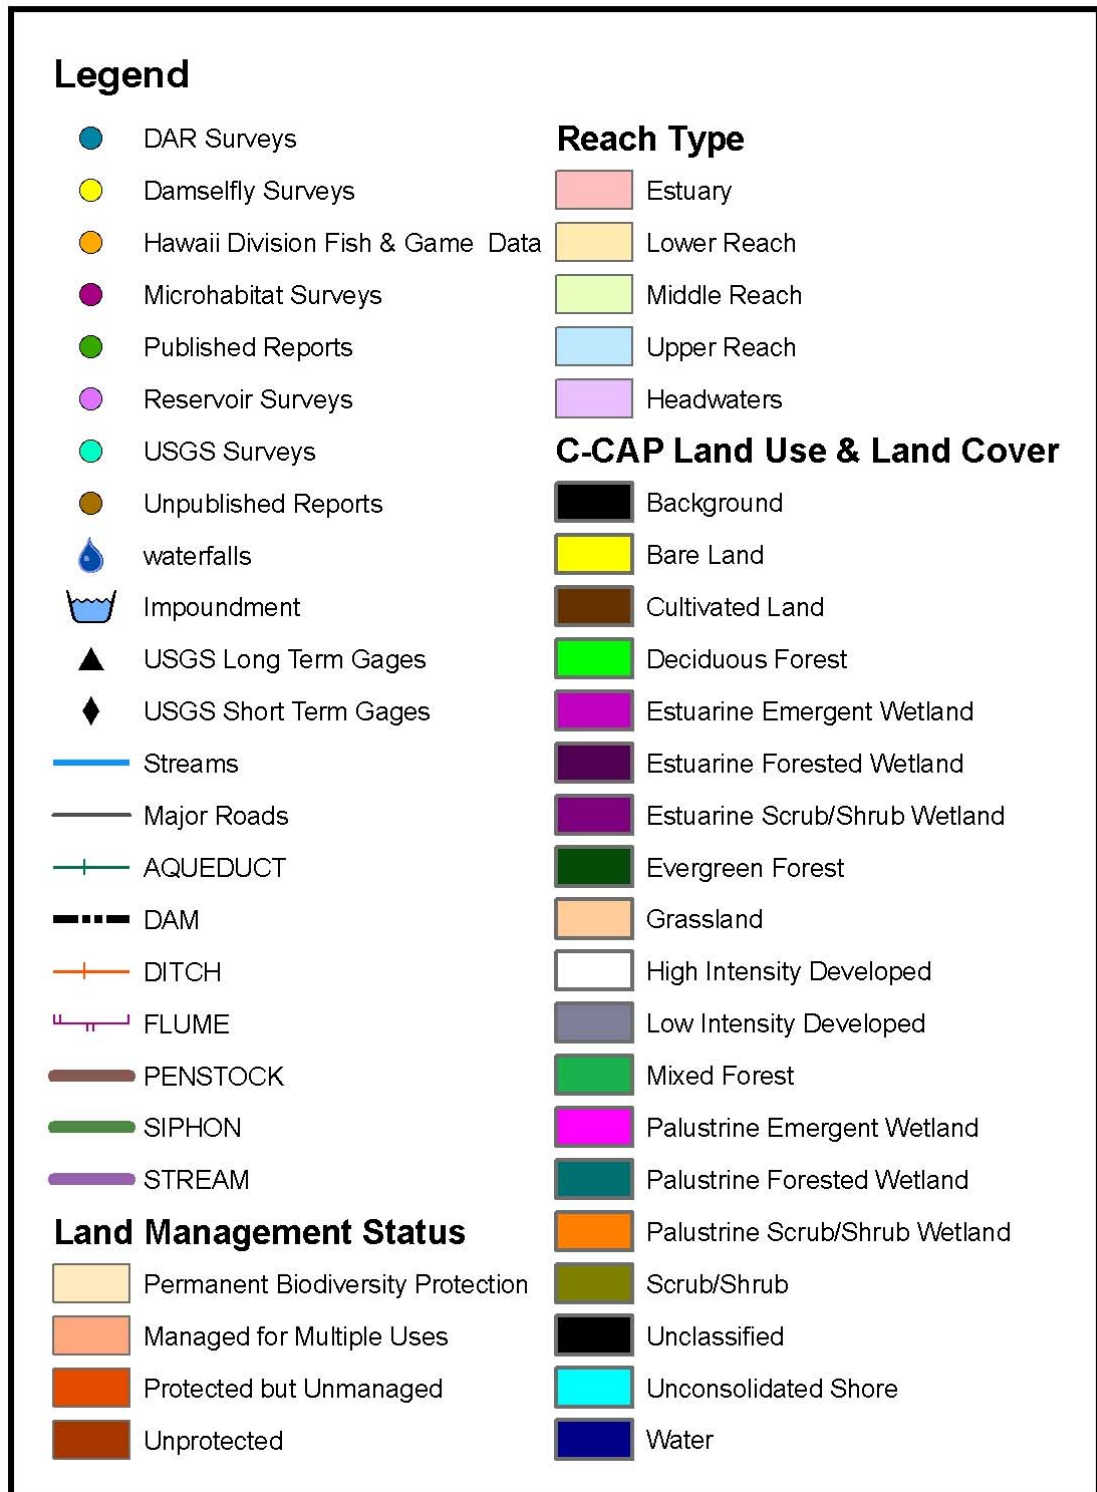 Legend
DAR Surveys
Damselfly Surveys
Hawaii Division Fish & Game  Data
Microhabitat Surveys
Published Reports
Reservoir Surveys
USGS Surveys
Unpublished Reports
waterfalls
Impoundment
USGS Long Term Gages
USGS Short Term Gages
Streams
Major Roads
AQUEDUCT
DAM
DITCH
FLUME
PENSTOCK
SIPHON
STREAM
Land Management Status
Permanent Biodiversity Protection
Managed for Multiple Uses
Protected but Unmanaged
Unprotected
Reach Type
Estuary
Lower Reach
Middle Reach
Upper Reach
Headwaters
C-CAP Land Use & Land Cover
Background
Bare Land
Cultivated Land
Deciduous Forest
Estuarine Emergent Wetland
Estuarine Forested Wetland
Estuarine Scrub/Shrub Wetland
Evergreen Forest
Grassland
High Intensity Developed
Low Intensity Developed
Mixed Forest
Palustrine Emergent Wetland
Palustrine Forested Wetland
Palustrine Scrub/Shrub Wetland
Scrub/Shrub
Unclassified
Unconsolidated Shore
Water